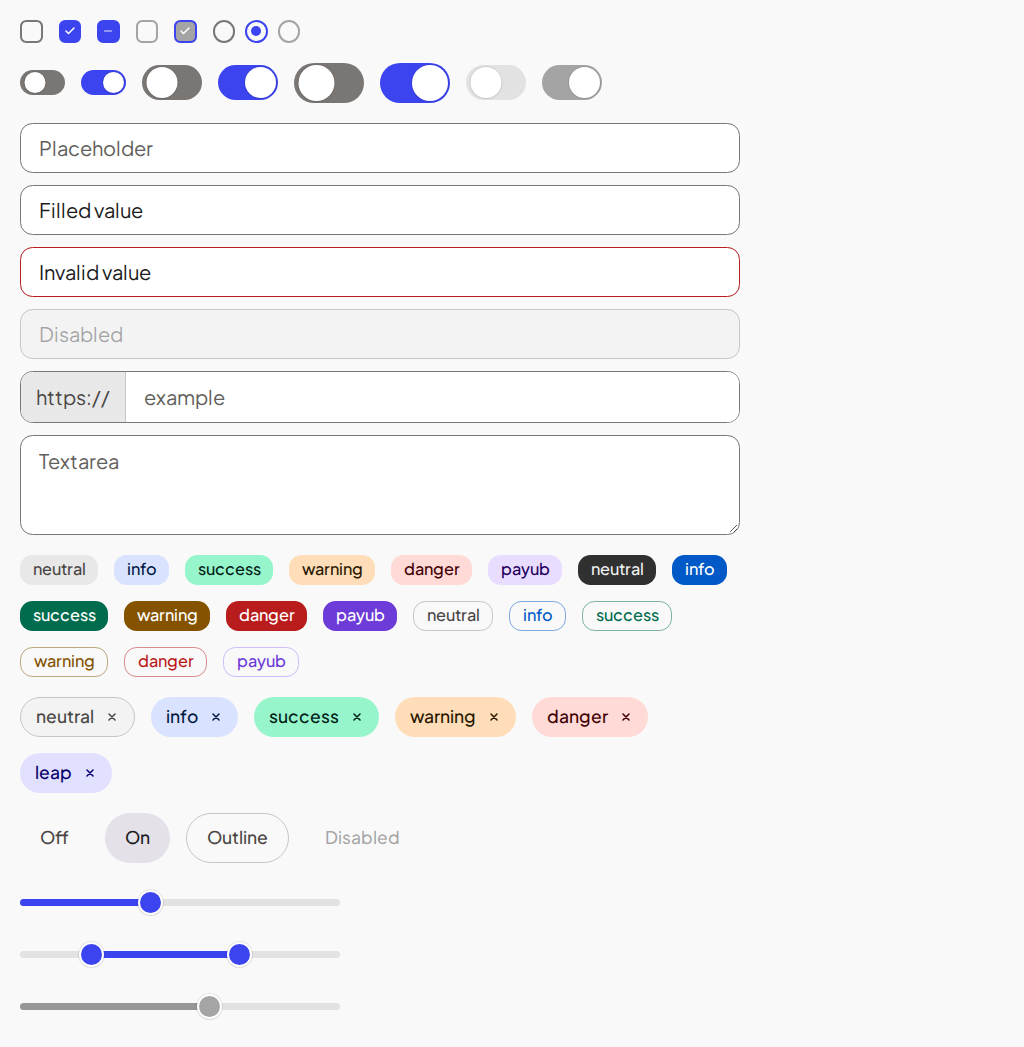 Placeholder
Filled value
Invalid value
Disabled
https:// example
Textarea
neutral info success warning danger payub neutral info
success warning danger payub neutral info success
warning danger payub
neutral × info × success × warning × danger ×
leap ×
Off On Outline Disabled